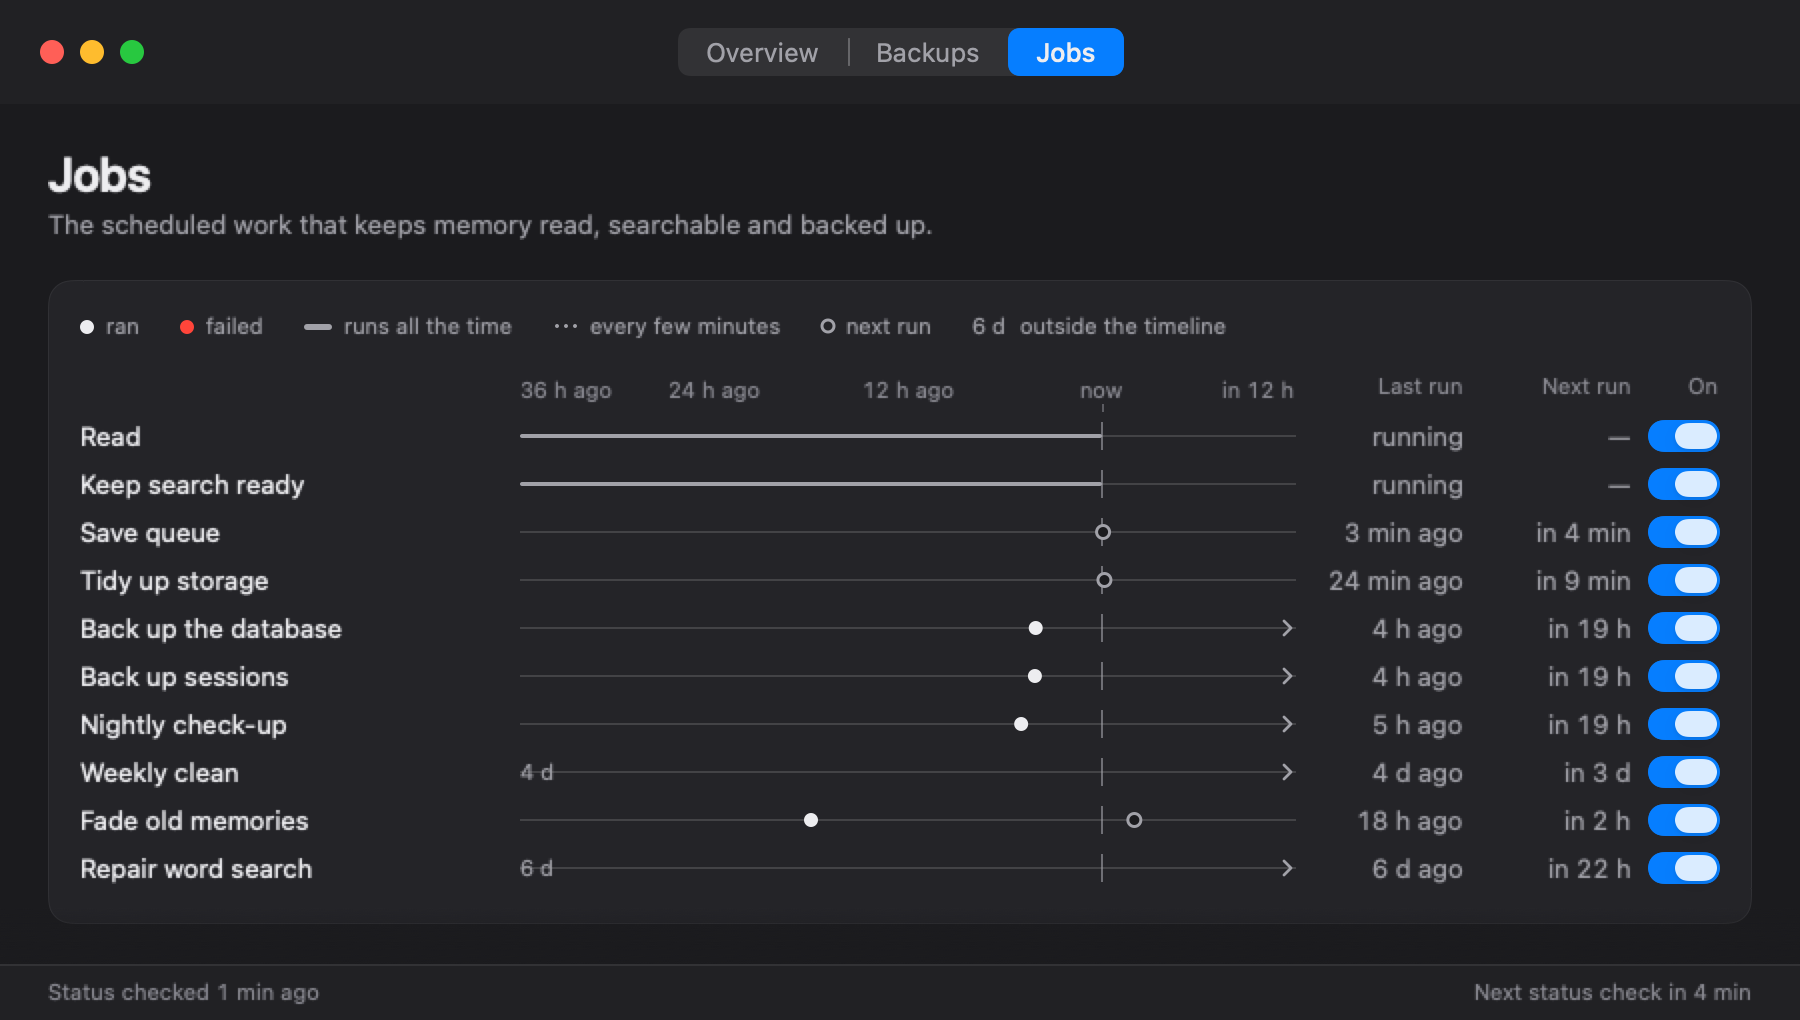 Overview Backups Jobs
Jobs
The scheduled work that keeps memory read, searchable and backed up.
ran failed runs all the time every few minutes next run 6 d outside the timeline
36 h ago 24 h ago 12 h ago now in 12 h Last run Next run On
Read running —
Keep search ready running —
Save queue 3 min ago in 4 min
Tidy up storage 24 min ago in 9 min
Back up the database 4 h ago in 19 h
Back up sessions 4 h ago in 19 h
Nightly check-up 5 h ago in 19 h
Weekly clean 4 d 4 d ago in 3 d
Fade old memories 18 h ago in 2 h
Repair word search 6 d 6 d ago in 22 h
Status checked 1 min ago Next status check in 4 min